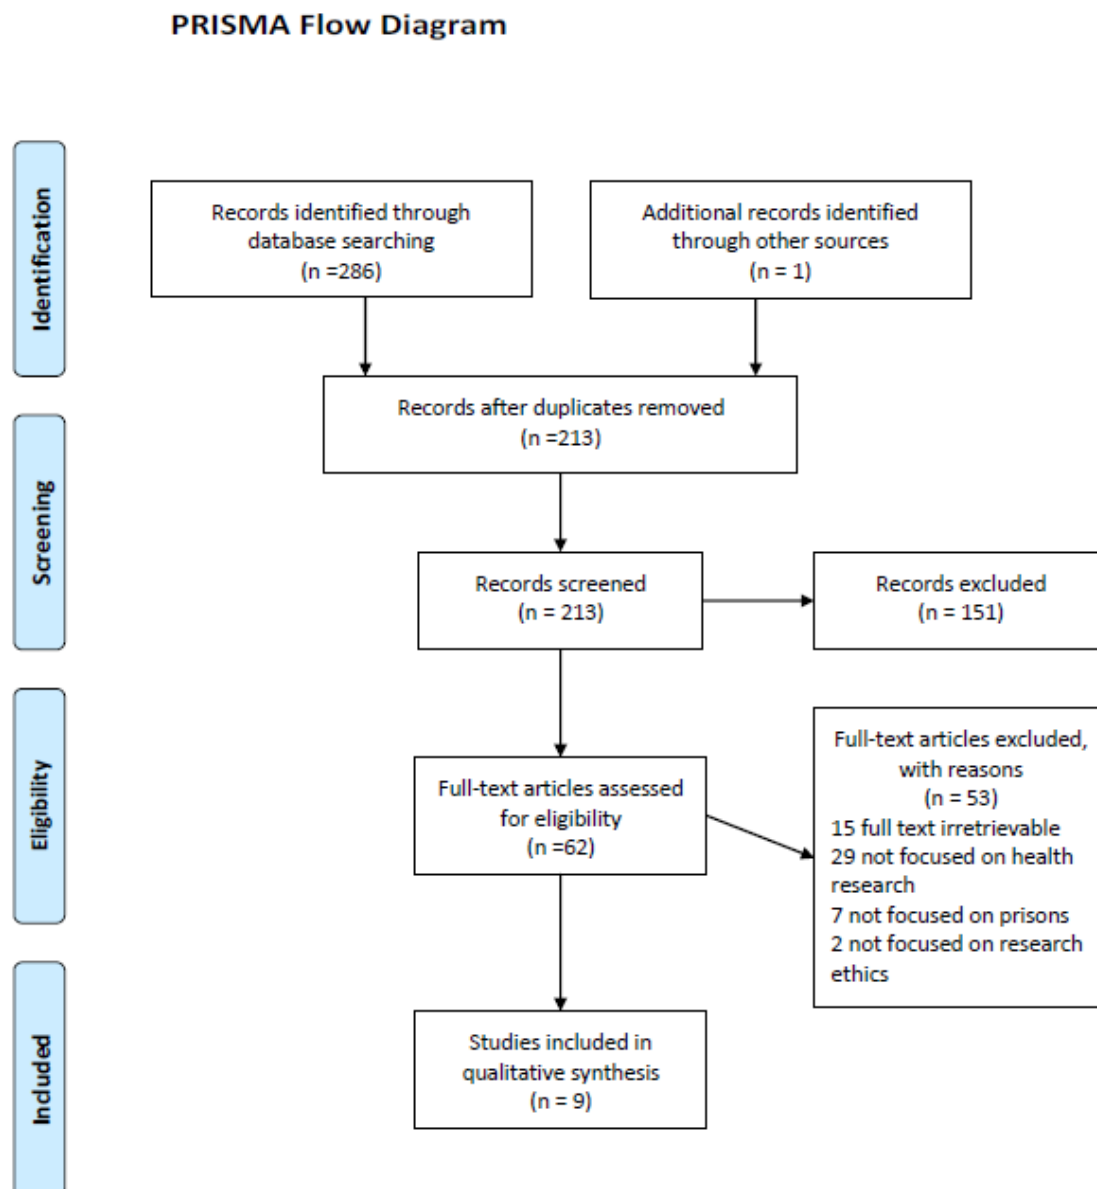 PRISMA Flow Diagram
Identification
Records identified through
database searching
(n =286)
Additional records identified
through other sources
(n = 1)
Records after duplicates removed
(n =213)
Screening
Records screened
(n = 213)
Records excluded
(n = 151)
Eligibility
Full-text articles assessed
for eligibility
(n =62)
Full-text articles excluded,
with reasons
(n = 53)
15 full text irretrievable
29 not focused on health
research
7 not focused on prisons
2 not focused on research
ethics
Included
Studies included in
qualitative synthesis
(n = 9)